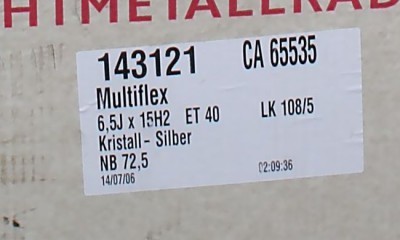 HTMETALLRAD
143121 CA 65535
Multiflex
6,5J x 15H2 ET 40 LK 108/5
Kristall- Silber
NB 72,5
14/07/06 02:09:36